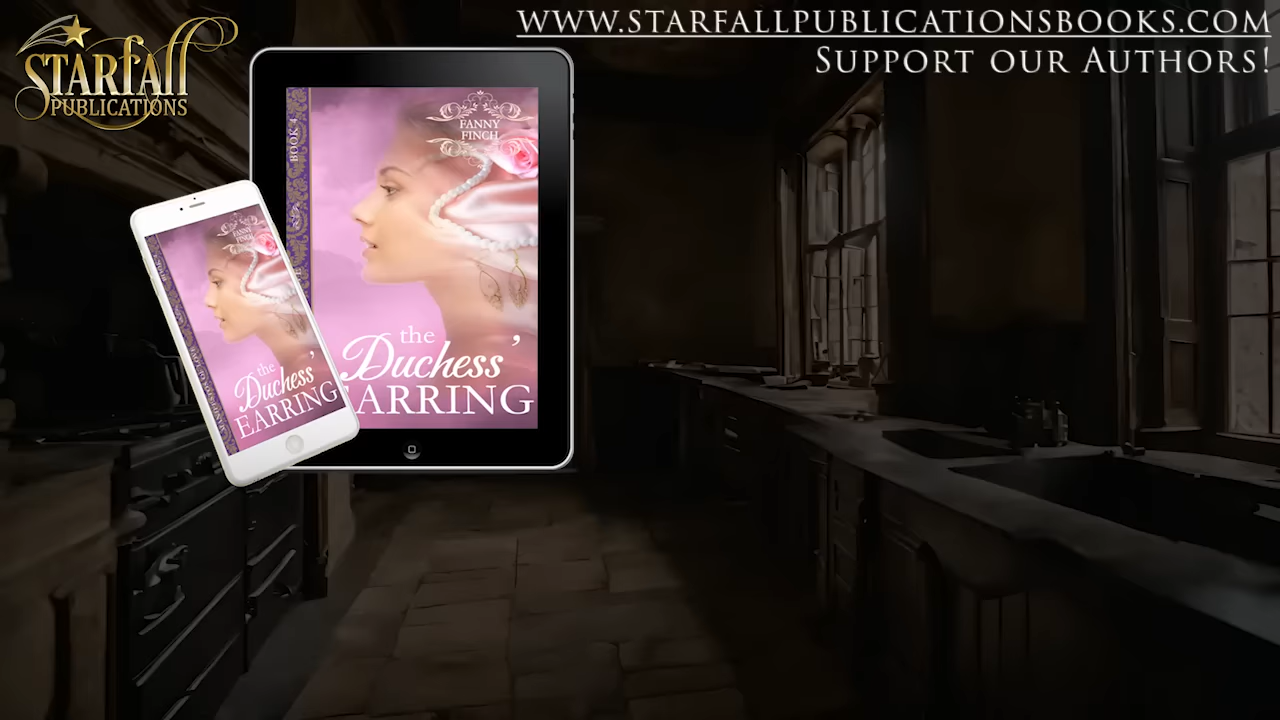 STARfall
PUBLICATIONS
WWW.STARFALLPUBLICATIONSBOOKS.COM
SUPPORT OUR AUTHORS!
BOOK 4
FANNY
FINCH
the
Duchess'
EARRING
FANNY
FINCH
the
Duchess'
EARRING